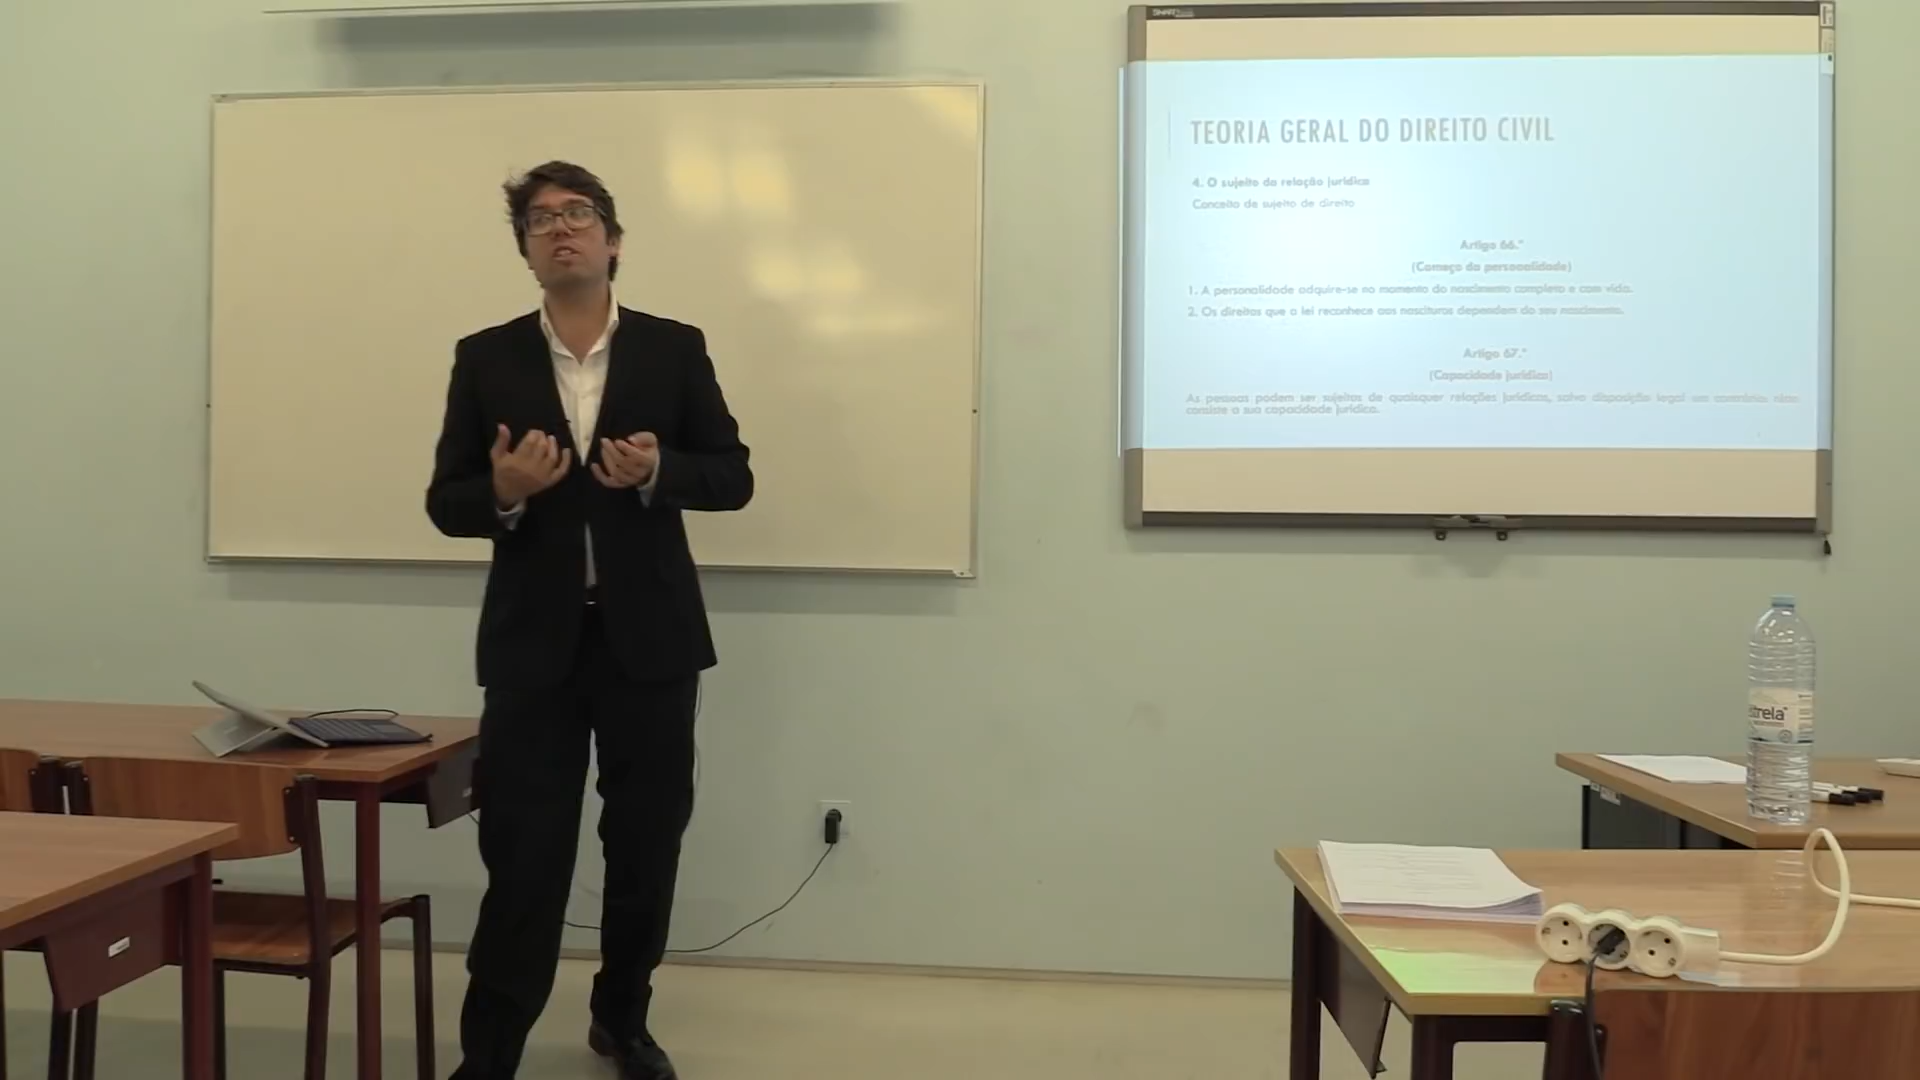 SMART
TEORIA GERAL DO DIREITO CIVIL
4. O sujeito da relação jurídica
Conceito de sujeito de direito
Artigo 66.º
(Começo da personalidade)
1. A personalidade adquire-se no momento do nascimento completo e com vida.
2. Os direitos que a lei reconhece aos nascituros dependem do seu nascimento.
Artigo 67.º
(Capacidade jurídica)
As pessoas podem ser sujeitos de quaisquer relações jurídicas, salvo disposição legal em contrário: nisto
consiste a sua capacidade jurídica.
strela